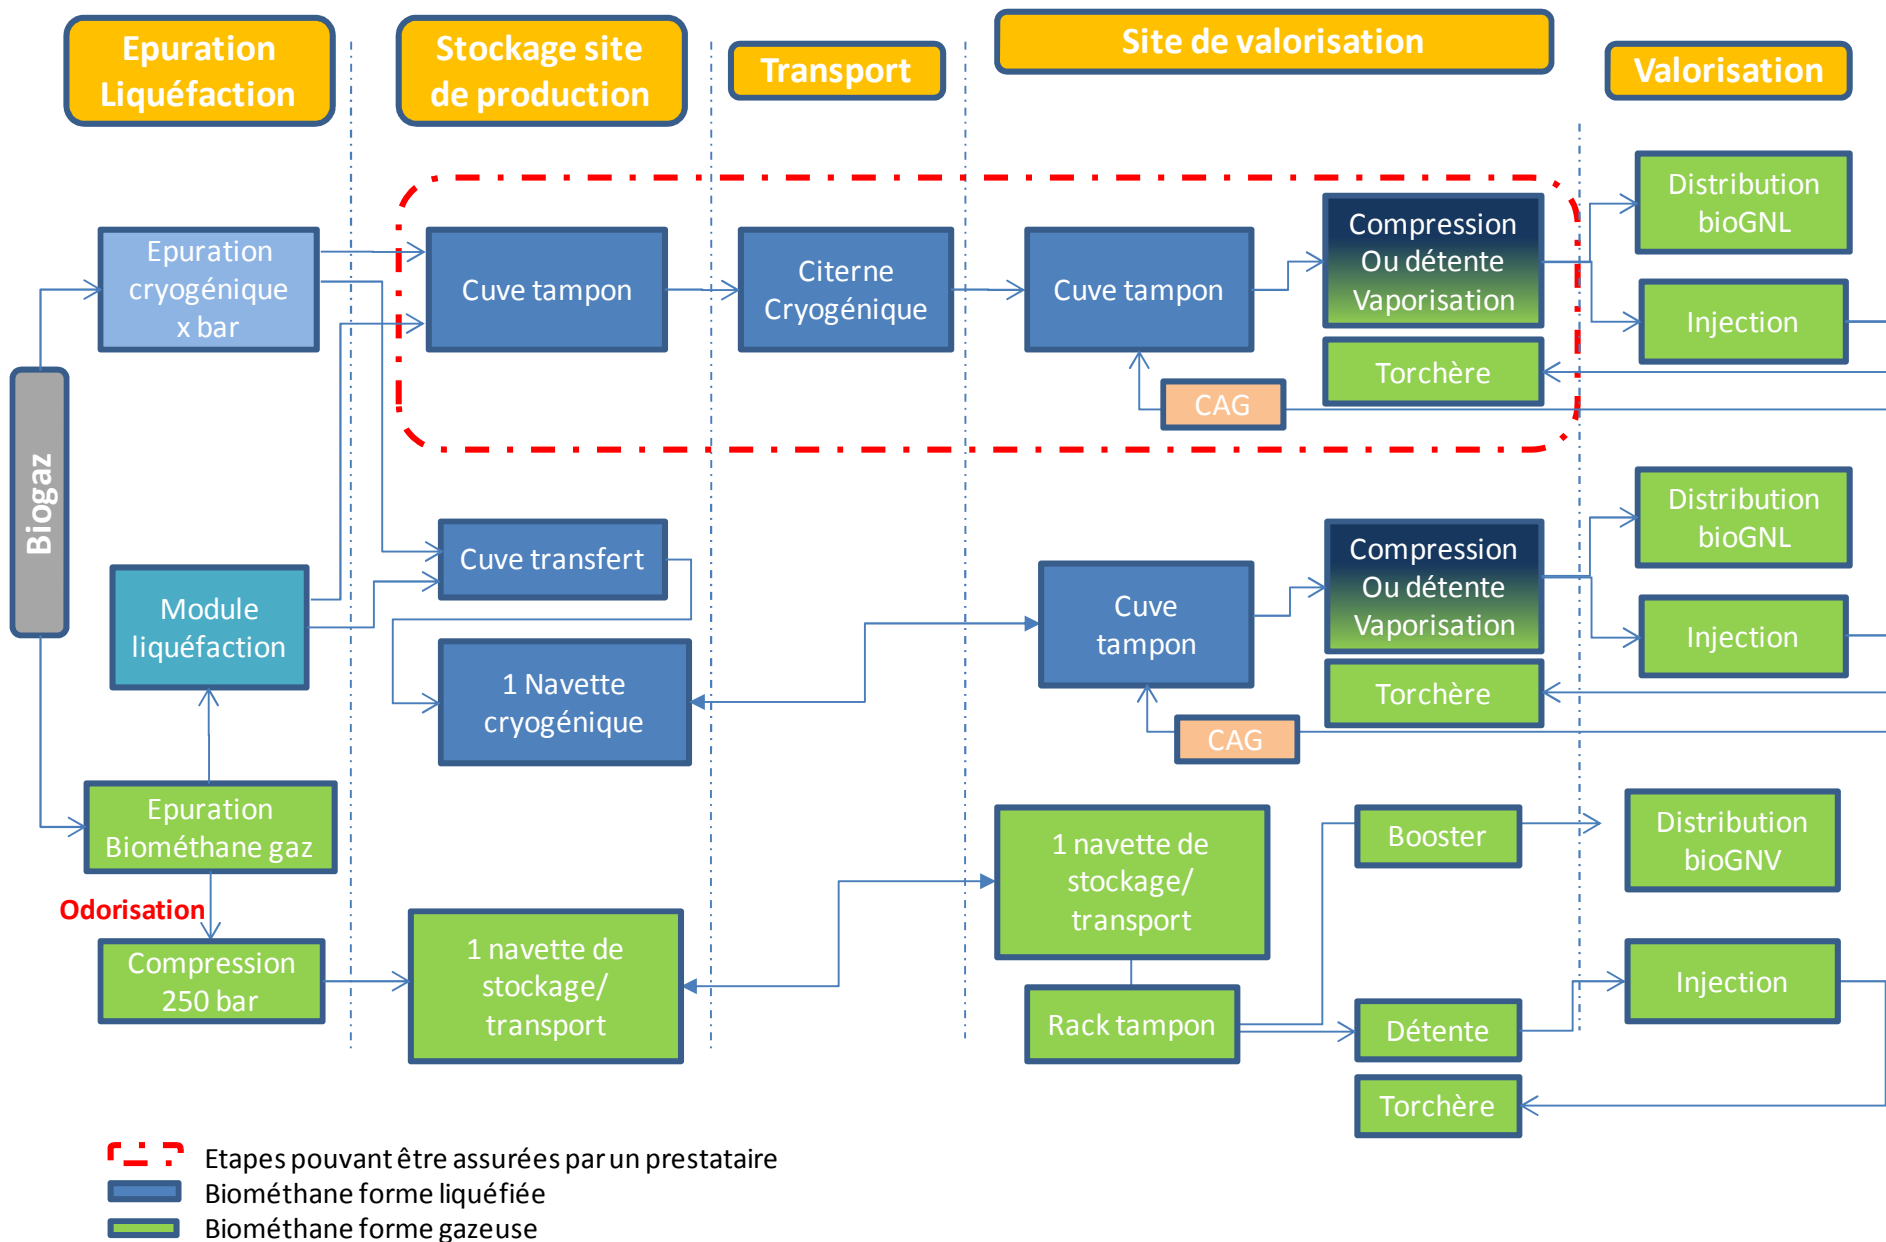 Epuration
Liquéfaction
Stockage site
de production
Transport
Site de valorisation
Valorisation
Biogaz
Epuration
cryogénique
x bar
Cuve tampon
Citerne
Cryogénique
Cuve tampon
Compression
Ou détente
Vaporisation
Torchère
CAG
Distribution
bioGNL
Injection
Module
liquéfaction
Cuve transfert
1 Navette
cryogénique
Cuve
tampon
Compression
Ou détente
Vaporisation
Torchère
CAG
Distribution
bioGNL
Injection
Epuration
Biométhane gaz
Odorisation
Compression
250 bar
1 navette de
stockage/
transport
1 navette de
stockage/
transport
Rack tampon
Booster
Détente
Torchère
Distribution
bioGNV
Injection
Etapes pouvant être assurées par un prestataire
Biométhane forme liquéfiée
Biométhane forme gazeuse